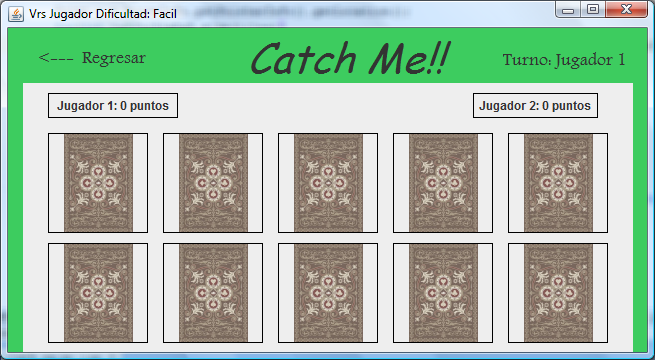 Vrs Jugador Dificultad: Facil
<--- Regresar
Catch Me!!
Turno: Jugador 1
Jugador 1: 0 puntos
Jugador 2: 0 puntos